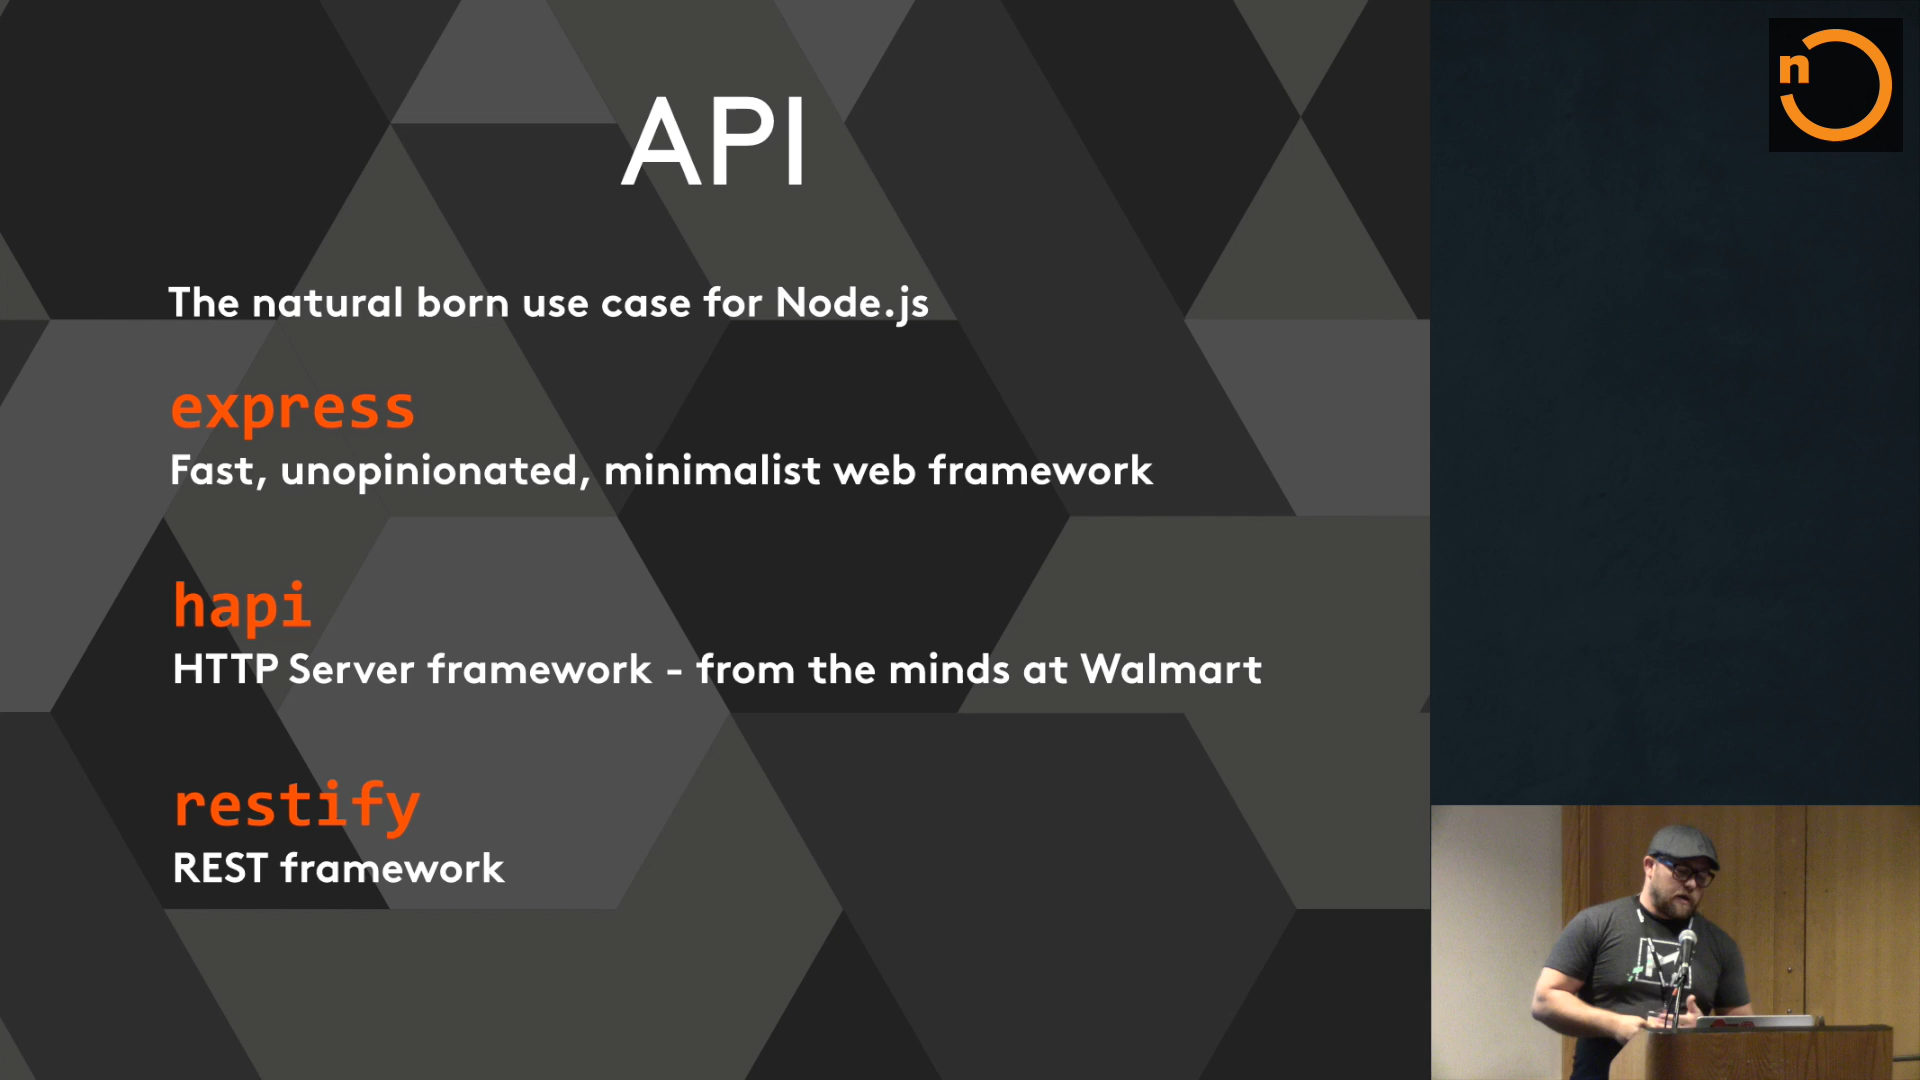 API
The natural born use case for Node.js
express
Fast, unopinionated, minimalist web framework
hapi
HTTP Server framework - from the minds at Walmart
restify
REST framework
n